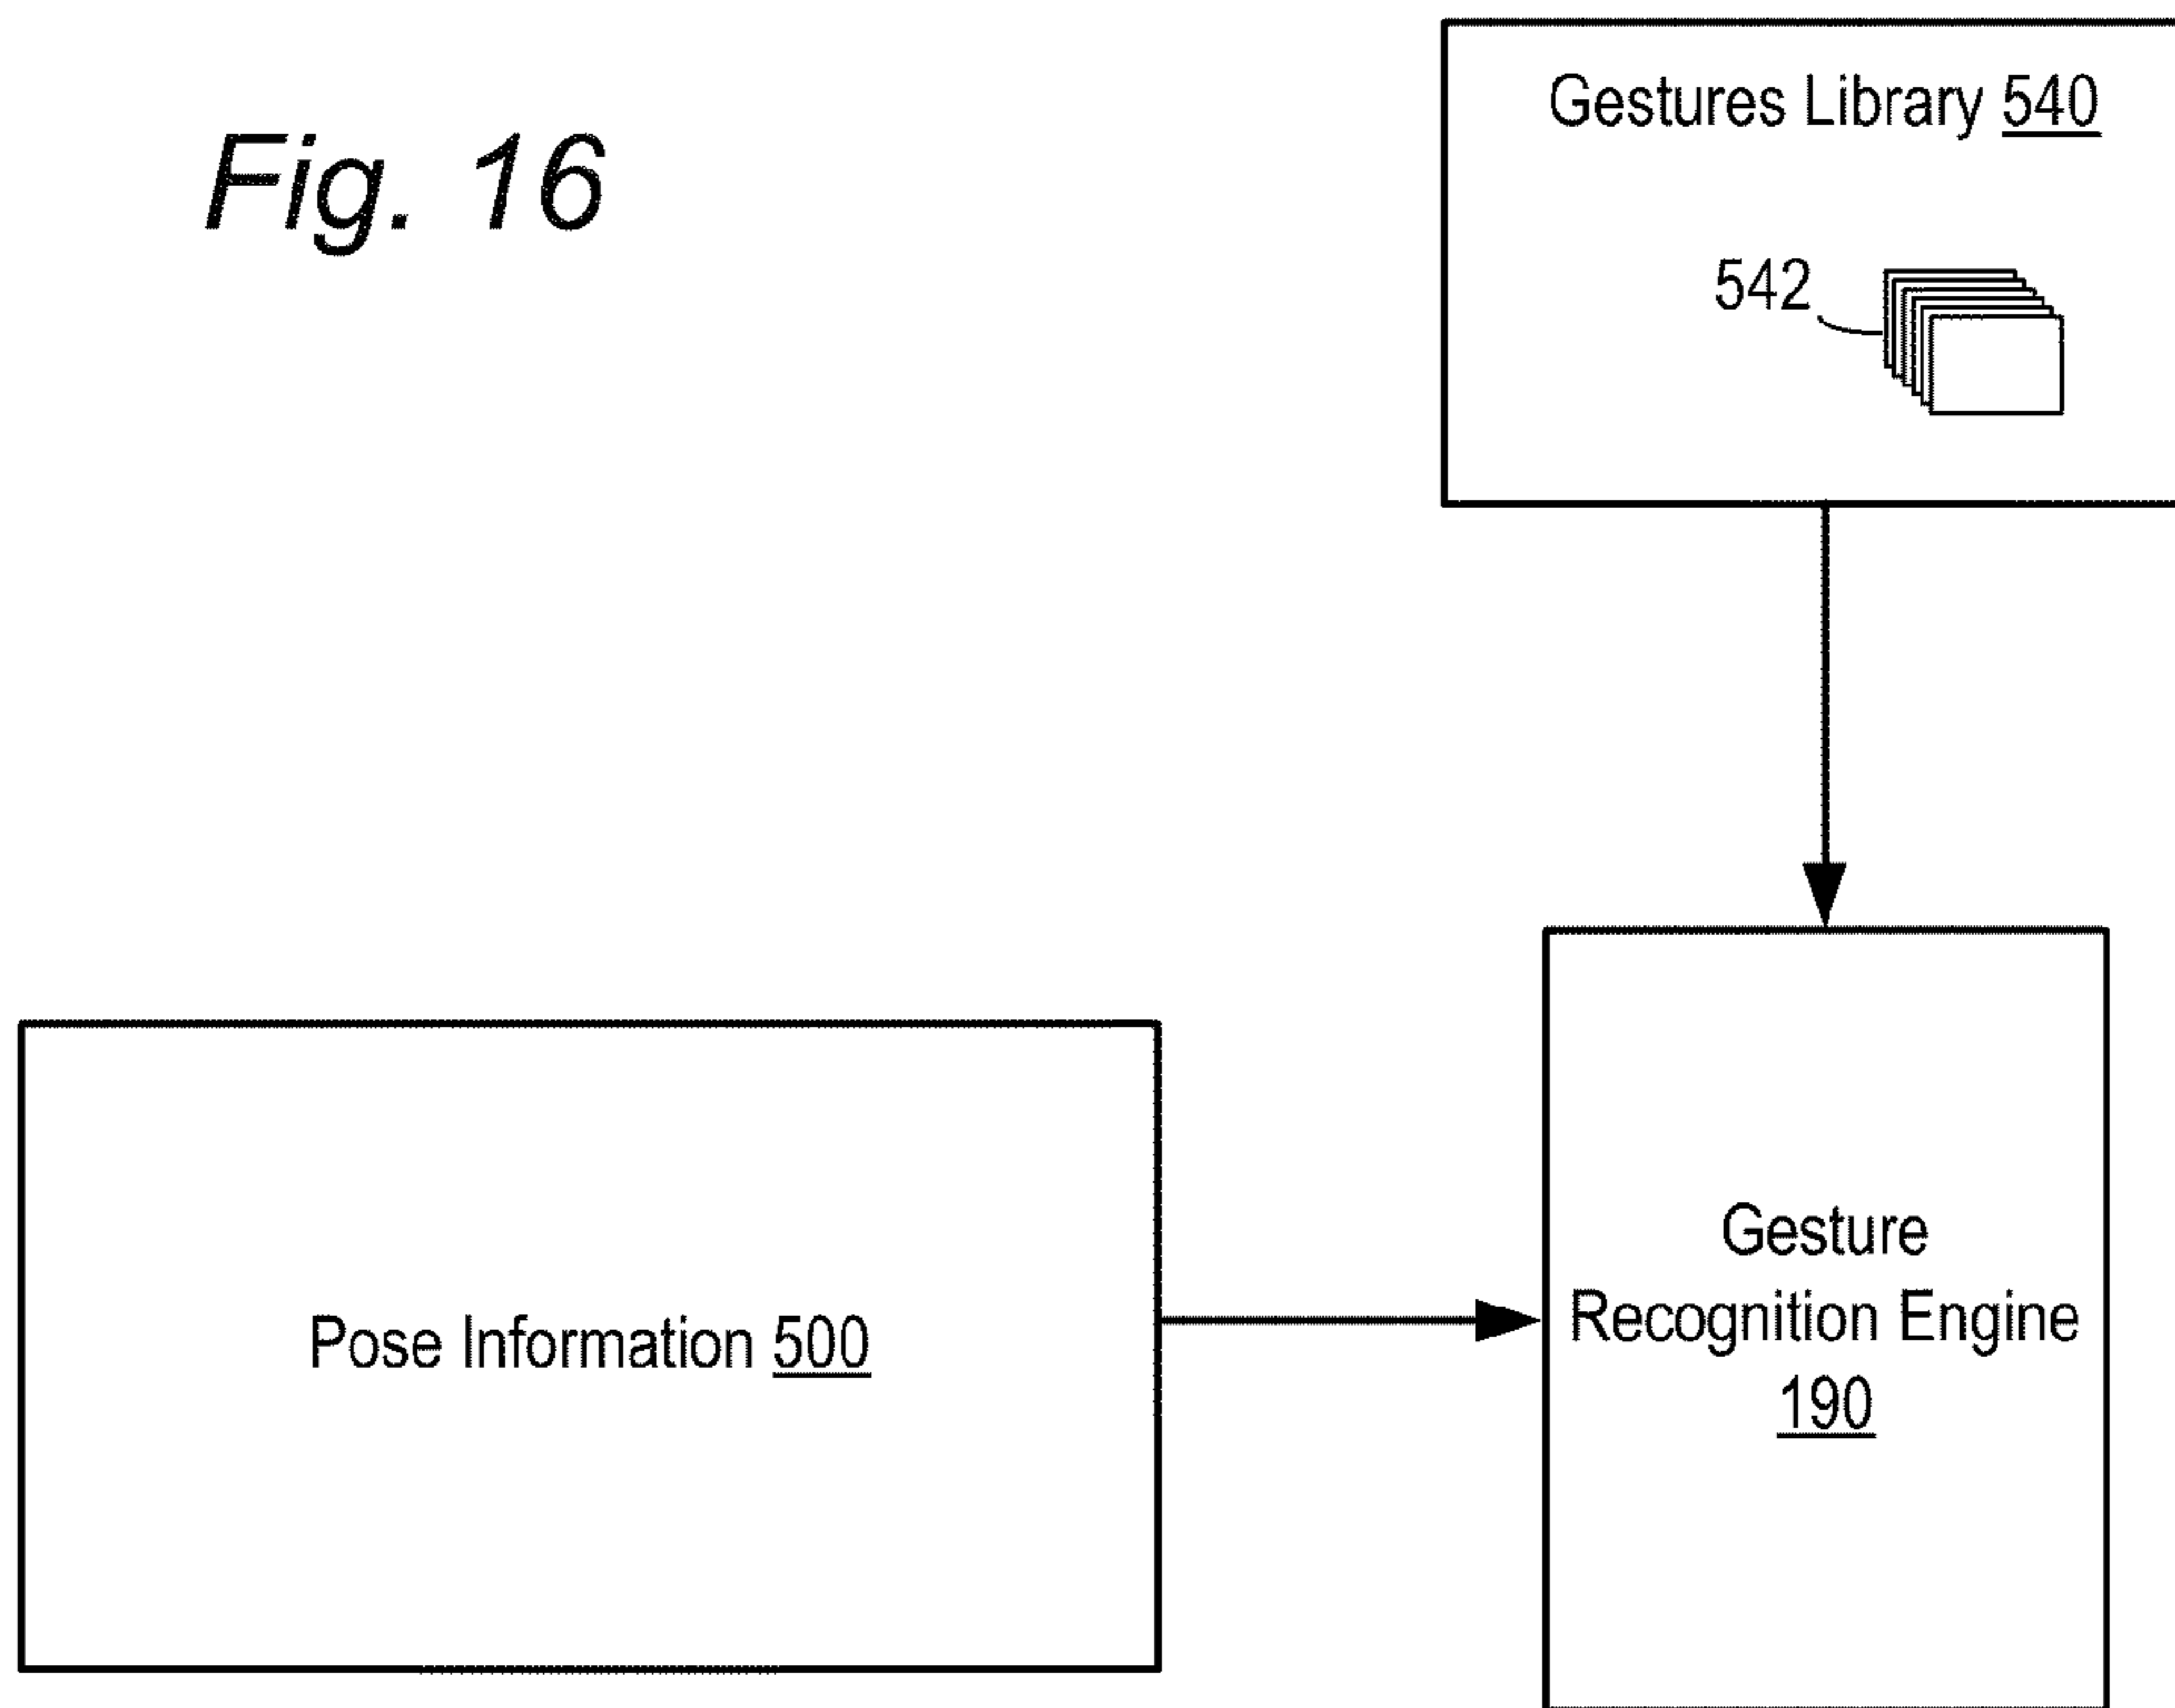 Fig. 16
Gestures Library 540
542
Pose Information 500
Gesture
Recognition Engine
190